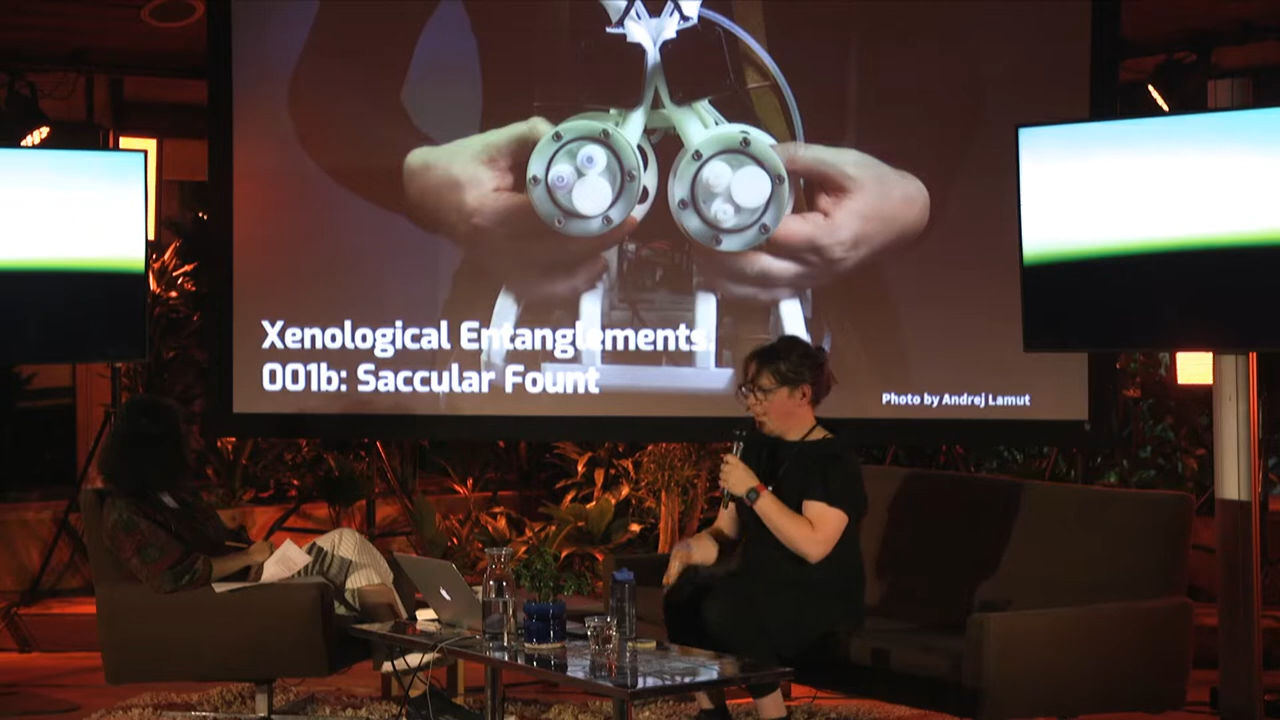 Xenological Entanglements.
001b: Saccular Fount
Photo by Andrej Lamut